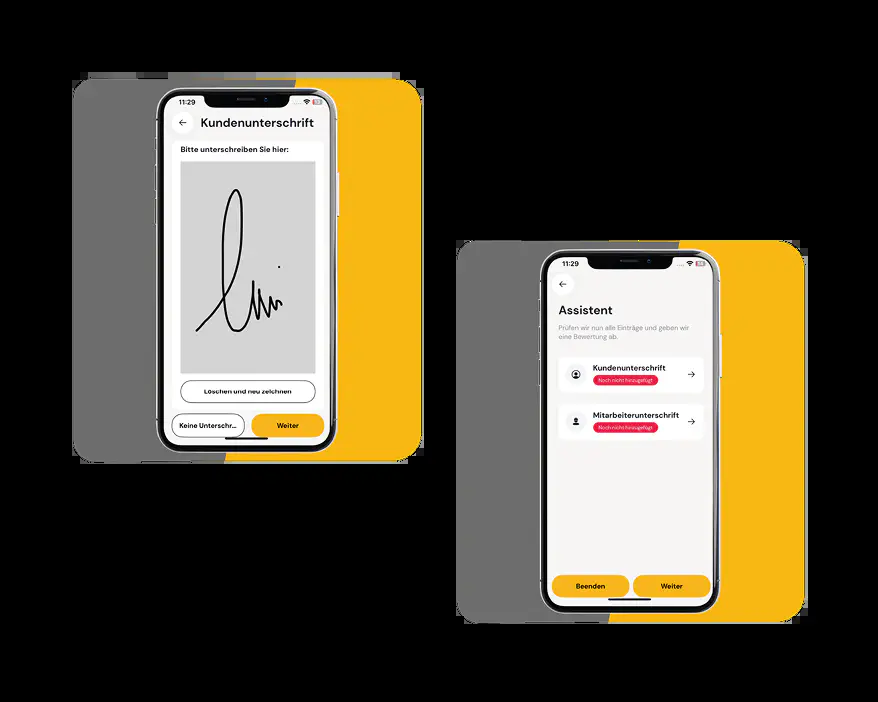 11:29
Kundenunterschrift
Bitte unterschreiben Sie hier:
Löschen und neu zeichnen
Keine Unterschr...
Weiter
11:29
Assistent
Prüfen wir nun alle Einträge und geben wir
eine Bewertung ab.
Kundenunterschrift
Noch nicht hinzugefügt
Mitarbeiterunterschrift
Noch nicht hinzugefügt
Beenden
Weiter